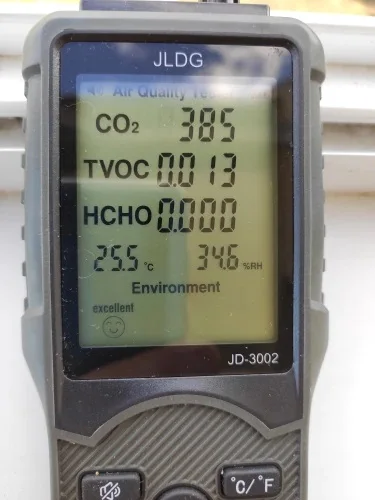 JLDG
Air Quality
CO₂ 385
TVOC 0.013
HCHO 0.000
25.5 °C 34.6 %RH
Environment
excellent
JD-3002
°C/°F